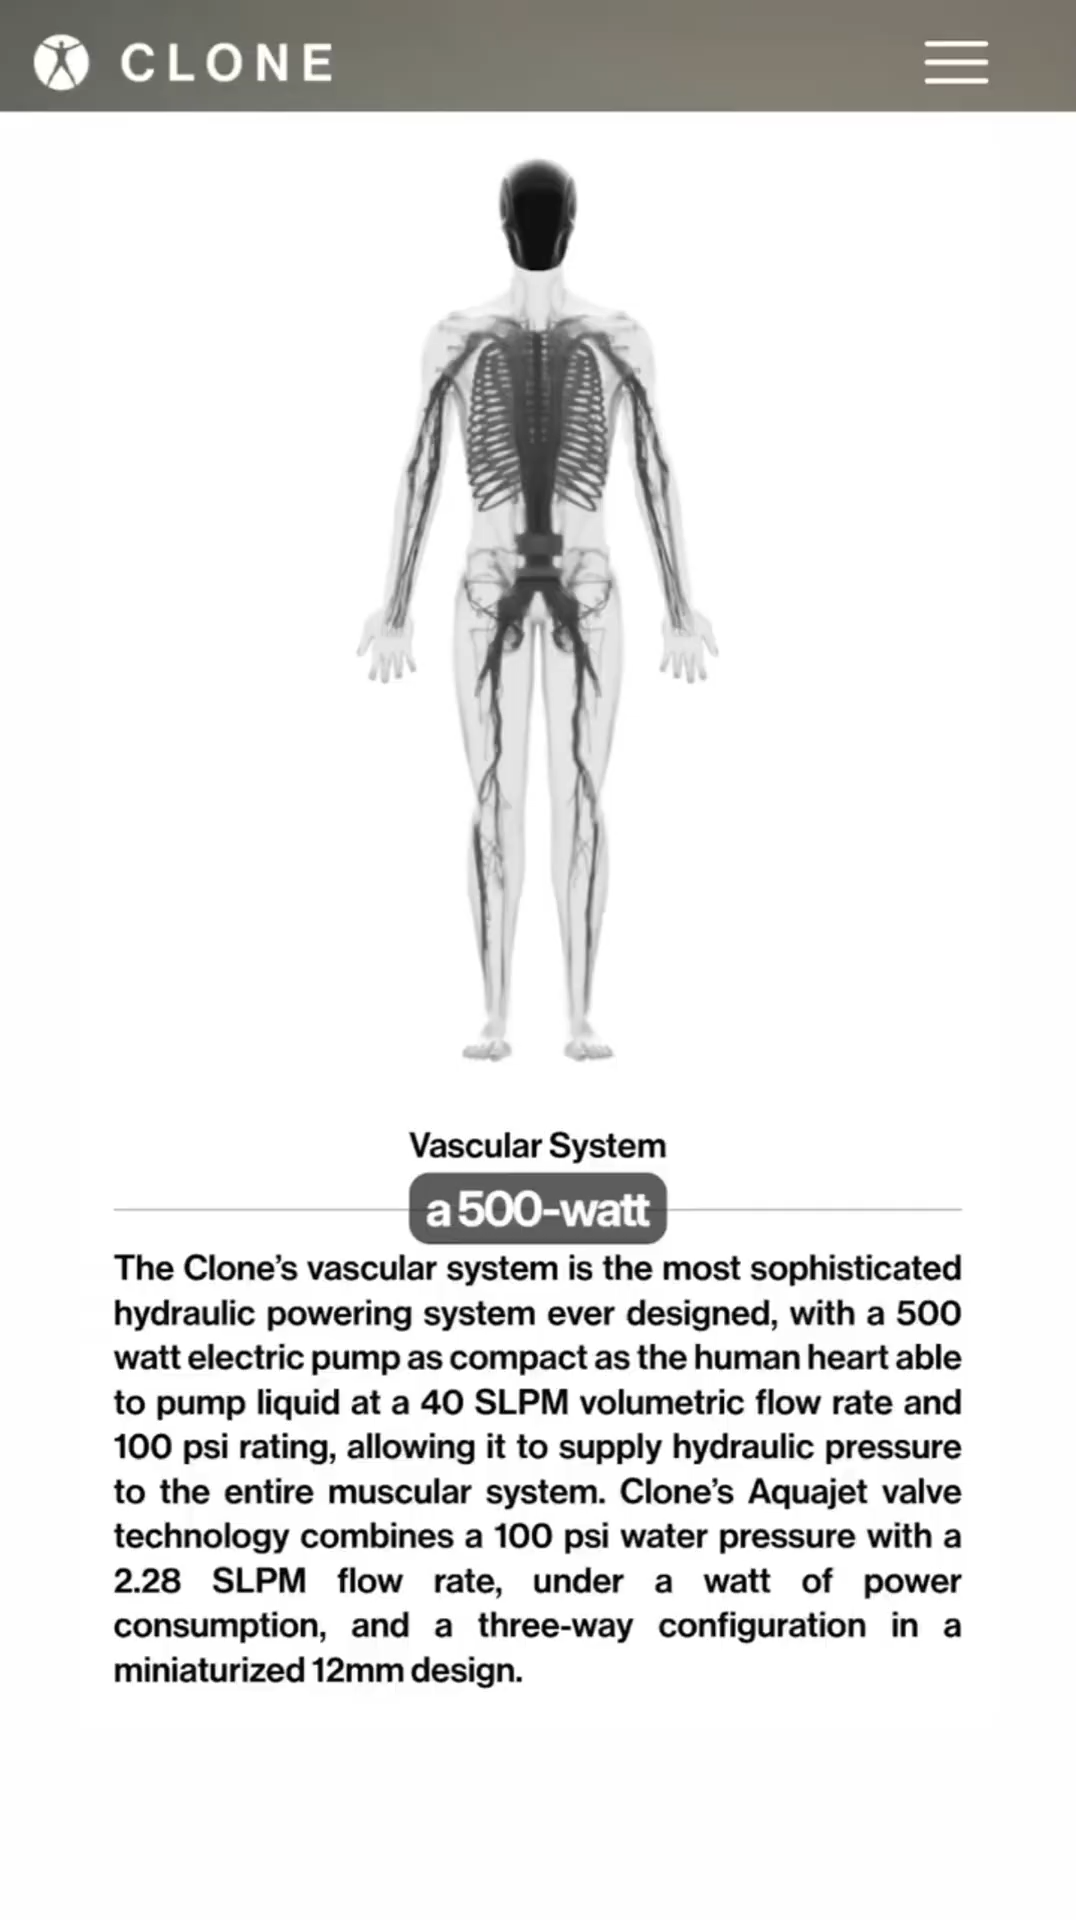 CLONE
Vascular System
a 500-watt
The Clone’s vascular system is the most sophisticated
hydraulic powering system ever designed, with a 500
watt electric pump as compact as the human heart able
to pump liquid at a 40 SLPM volumetric flow rate and
100 psi rating, allowing it to supply hydraulic pressure
to the entire muscular system. Clone’s Aquajet valve
technology combines a 100 psi water pressure with a
2.28 SLPM flow rate, under a watt of power
consumption, and a three-way configuration in a
miniaturized 12mm design.